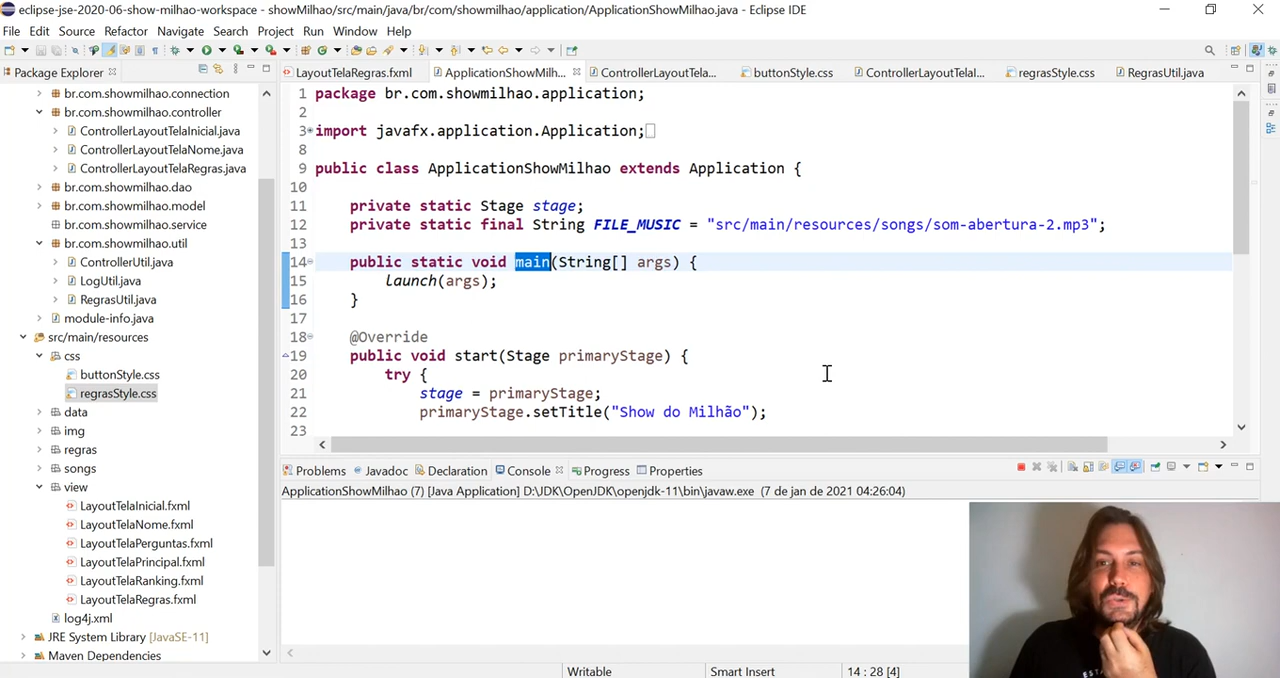 eclipse-jse-2020-06-show-milhao-workspace - showMilhao/src/main/java/br/com/showmilhao/application/ApplicationShowMilhao.java - Eclipse IDE
File Edit Source Refactor Navigate Search Project Run Window Help
Package Explorer
LayoutTelaRegras.fxml ApplicationShowMilh... ControllerLayoutTela... buttonStyle.css ControllerLayoutTelaI... regrasStyle.css RegrasUtil.java
br.com.showmilhao.connection
br.com.showmilhao.controller
ControllerLayoutTelaInicial.java
ControllerLayoutTelaNome.java
ControllerLayoutTelaRegras.java
br.com.showmilhao.dao
br.com.showmilhao.model
br.com.showmilhao.service
br.com.showmilhao.util
ControllerUtil.java
LogUtil.java
RegrasUtil.java
module-info.java
src/main/resources
css
buttonStyle.css
regrasStyle.css
data
img
regras
songs
view
LayoutTelaInicial.fxml
LayoutTelaNome.fxml
LayoutTelaPerguntas.fxml
LayoutTelaPrincipal.fxml
LayoutTelaRanking.fxml
LayoutTelaRegras.fxml
log4j.xml
JRE System Library [JavaSE-11]
Maven Dependencies
1 package br.com.showmilhao.application;
2
3 import javafx.application.Application;
8
9 public class ApplicationShowMilhao extends Application {
10
11 private static Stage stage;
12 private static final String FILE_MUSIC = "src/main/resources/songs/som-abertura-2.mp3";
13
14 public static void main(String[] args) {
15 launch(args);
16 }
17
18 @Override
19 public void start(Stage primaryStage) {
20 try {
21 stage = primaryStage;
22 primaryStage.setTitle("Show do Milhão");
23
Problems Javadoc Declaration Console Progress Properties
ApplicationShowMilhao (7) [Java Application] D:\JDK\OpenJDK\openjdk-11\bin\javaw.exe (7 de jan de 2021 04:26:04)
Writable Smart Insert 14 : 28 [4]